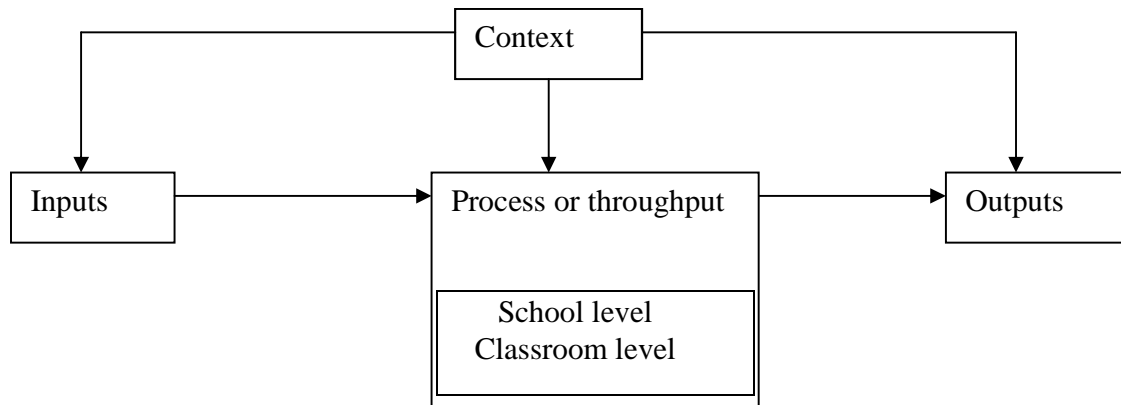 Context
Inputs
Process or throughput
Outputs
School level
Classroom level